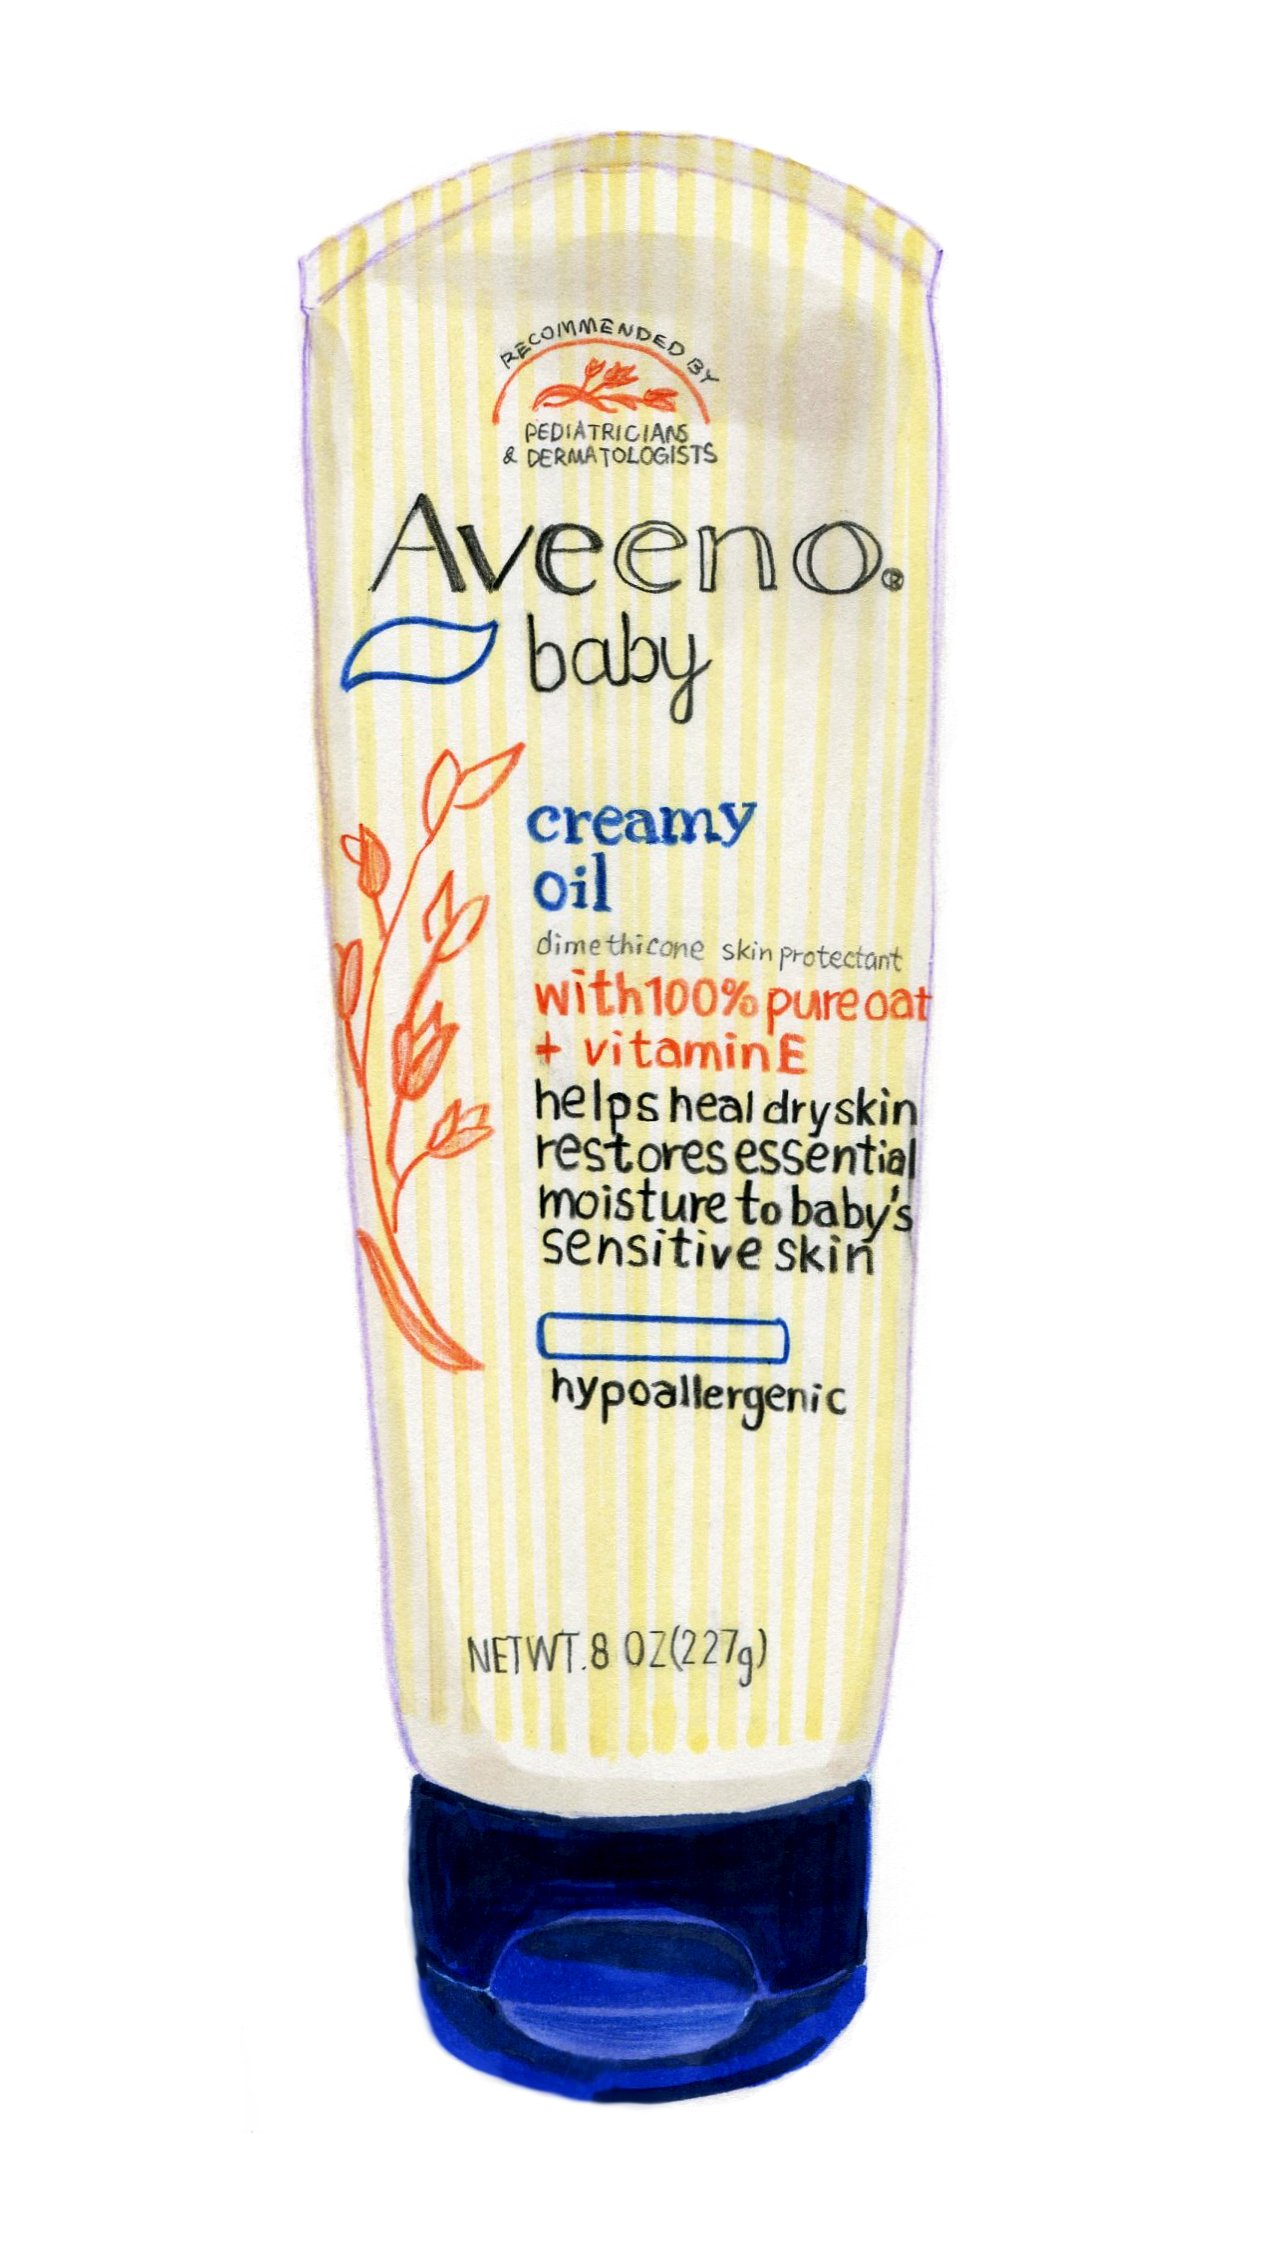 RECOMMENDED BY
PEDIATRICIANS
& DERMATOLOGISTS
Aveeno®
baby
creamy
oil
dimethicone skin protectant
with 100% pure oat
+ vitamin E
helps heal dry skin
restores essential
moisture to baby's
sensitive skin
hypoallergenic
NET WT. 8 OZ (227g)